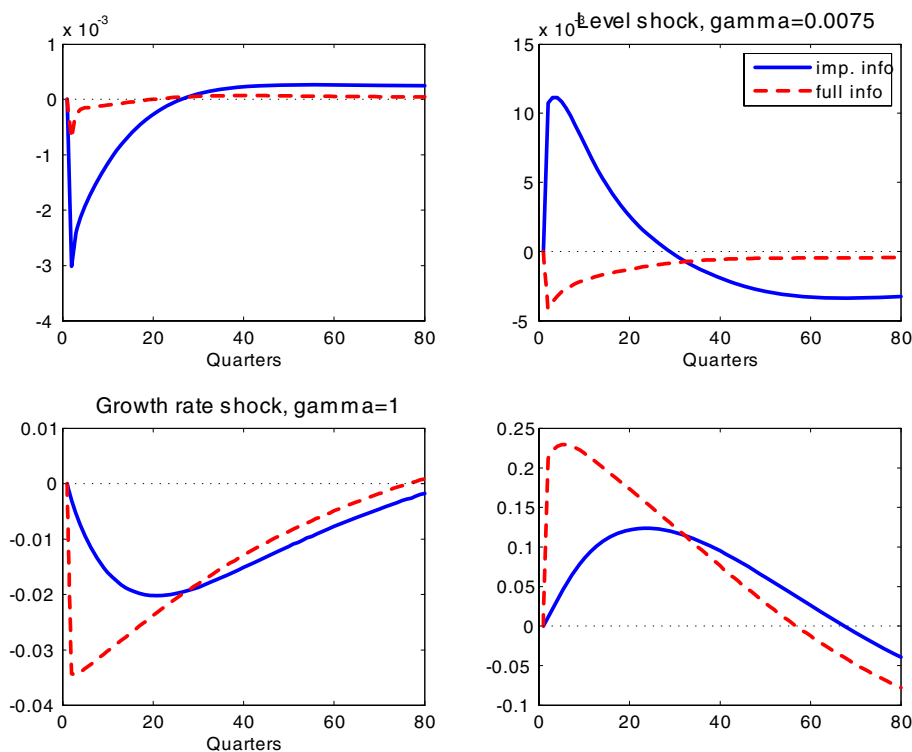 x 10^-3
1
0
-1
-2
-3
-4
0 20 40 60 80
Quarters
x 10^-3
Level shock, gamma=0.0075
15
10
5
0
-5
imp. info
full info
0 20 40 60 80
Quarters
Growth rate shock, gamma=1
0.01
0
-0.01
-0.02
-0.03
-0.04
0 20 40 60 80
Quarters
0.25
0.2
0.15
0.1
0.05
0
-0.05
-0.1
0 20 40 60 80